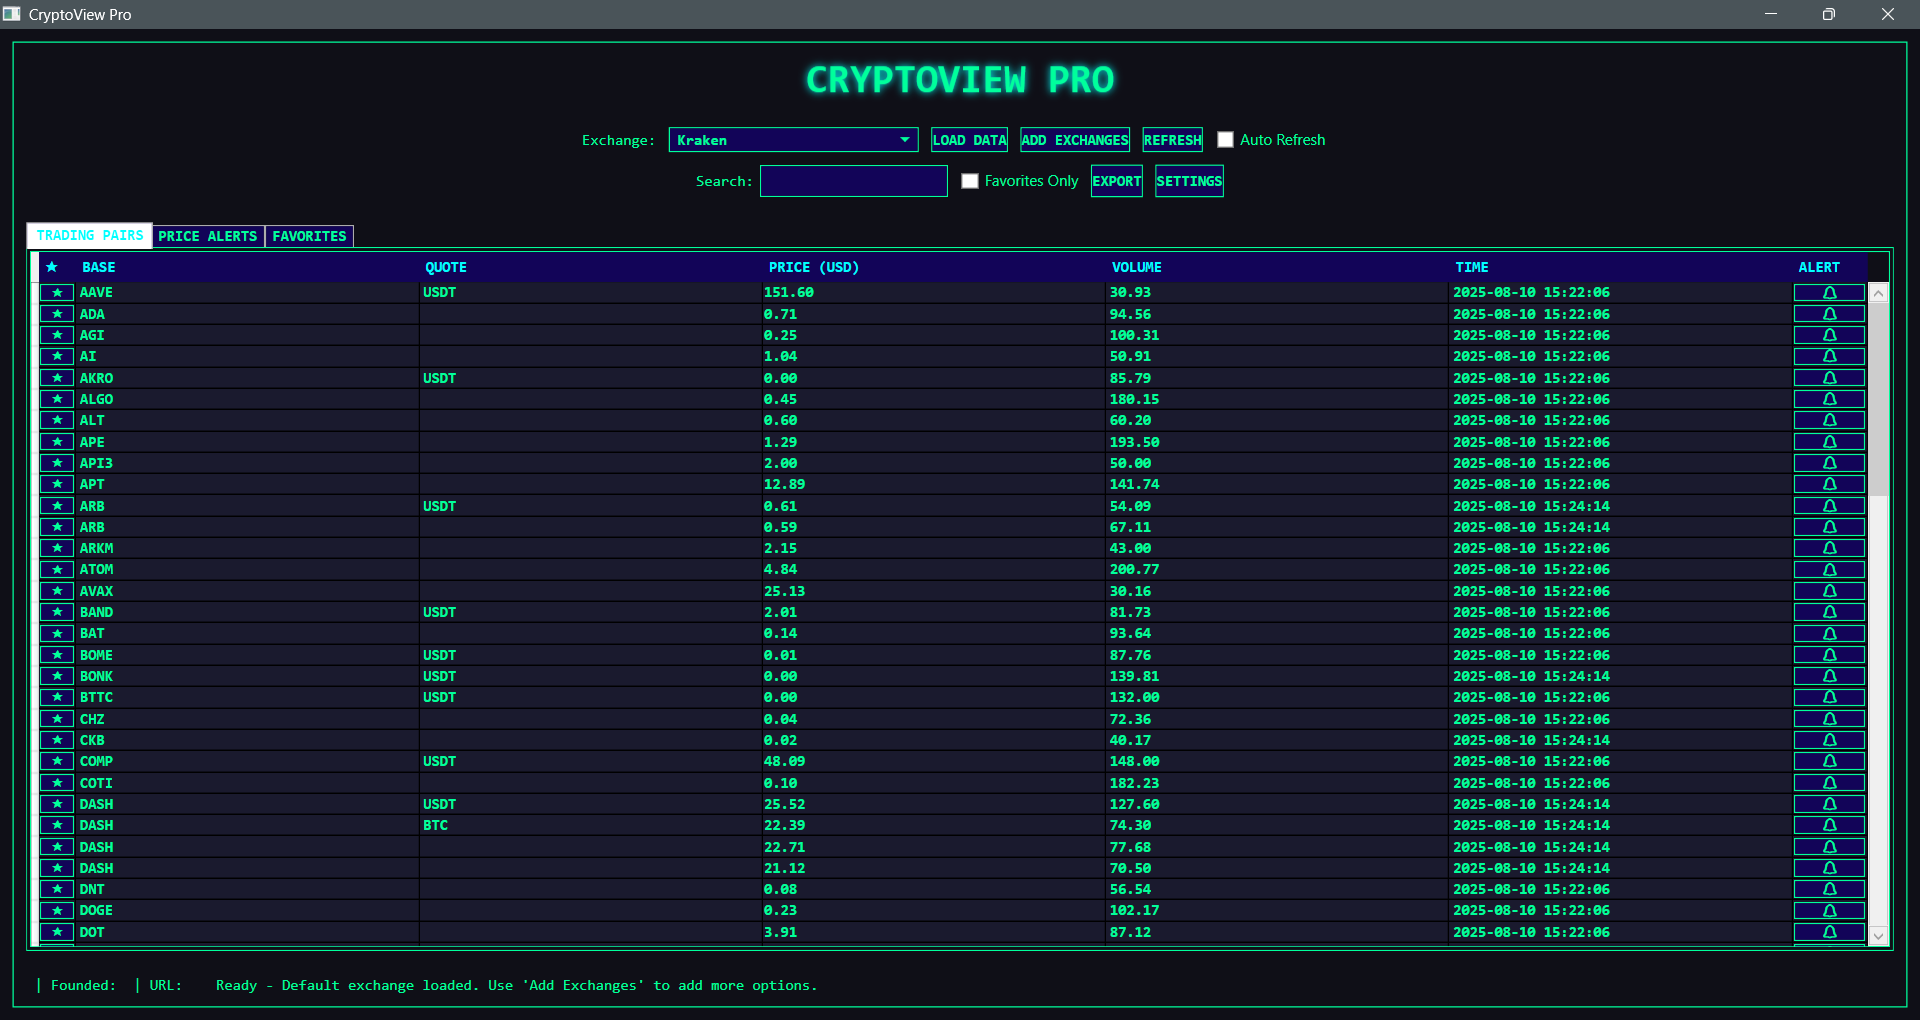 CryptoView Pro
CRYPTOVIEW PRO
Exchange: Kraken LOAD DATA ADD EXCHANGES REFRESH Auto Refresh
Search: Favorites Only EXPORT SETTINGS
TRADING PAIRS PRICE ALERTS FAVORITES
★ BASE QUOTE PRICE (USD) VOLUME TIME ALERT
★ AAVE USDT 151.60 30.93 2025-08-10 15:22:06
★ ADA 0.71 94.56 2025-08-10 15:22:06
★ AGI 0.25 100.31 2025-08-10 15:22:06
★ AI 1.04 50.91 2025-08-10 15:22:06
★ AKRO USDT 0.00 85.79 2025-08-10 15:22:06
★ ALGO 0.45 180.15 2025-08-10 15:22:06
★ ALT 0.60 60.20 2025-08-10 15:22:06
★ APE 1.29 193.50 2025-08-10 15:22:06
★ API3 2.00 50.00 2025-08-10 15:22:06
★ APT 12.89 141.74 2025-08-10 15:22:06
★ ARB USDT 0.61 54.09 2025-08-10 15:24:14
★ ARB 0.59 67.11 2025-08-10 15:24:14
★ ARKM 2.15 43.00 2025-08-10 15:22:06
★ ATOM 4.84 200.77 2025-08-10 15:22:06
★ AVAX 25.13 30.16 2025-08-10 15:22:06
★ BAND USDT 2.01 81.73 2025-08-10 15:22:06
★ BAT 0.14 93.64 2025-08-10 15:22:06
★ BOME USDT 0.01 87.76 2025-08-10 15:22:06
★ BONK USDT 0.00 139.81 2025-08-10 15:24:14
★ BTTC USDT 0.00 132.00 2025-08-10 15:22:06
★ CHZ 0.04 72.36 2025-08-10 15:22:06
★ CKB 0.02 40.17 2025-08-10 15:24:14
★ COMP USDT 48.09 148.00 2025-08-10 15:22:06
★ COTI 0.10 182.23 2025-08-10 15:22:06
★ DASH USDT 25.52 127.60 2025-08-10 15:24:14
★ DASH BTC 22.39 74.30 2025-08-10 15:24:14
★ DASH 22.71 77.68 2025-08-10 15:24:14
★ DASH 21.12 70.50 2025-08-10 15:24:14
★ DNT 0.08 56.54 2025-08-10 15:22:06
★ DOGE 0.23 102.17 2025-08-10 15:22:06
★ DOT 3.91 87.12 2025-08-10 15:22:06
| Founded: | URL: Ready - Default exchange loaded. Use 'Add Exchanges' to add more options.